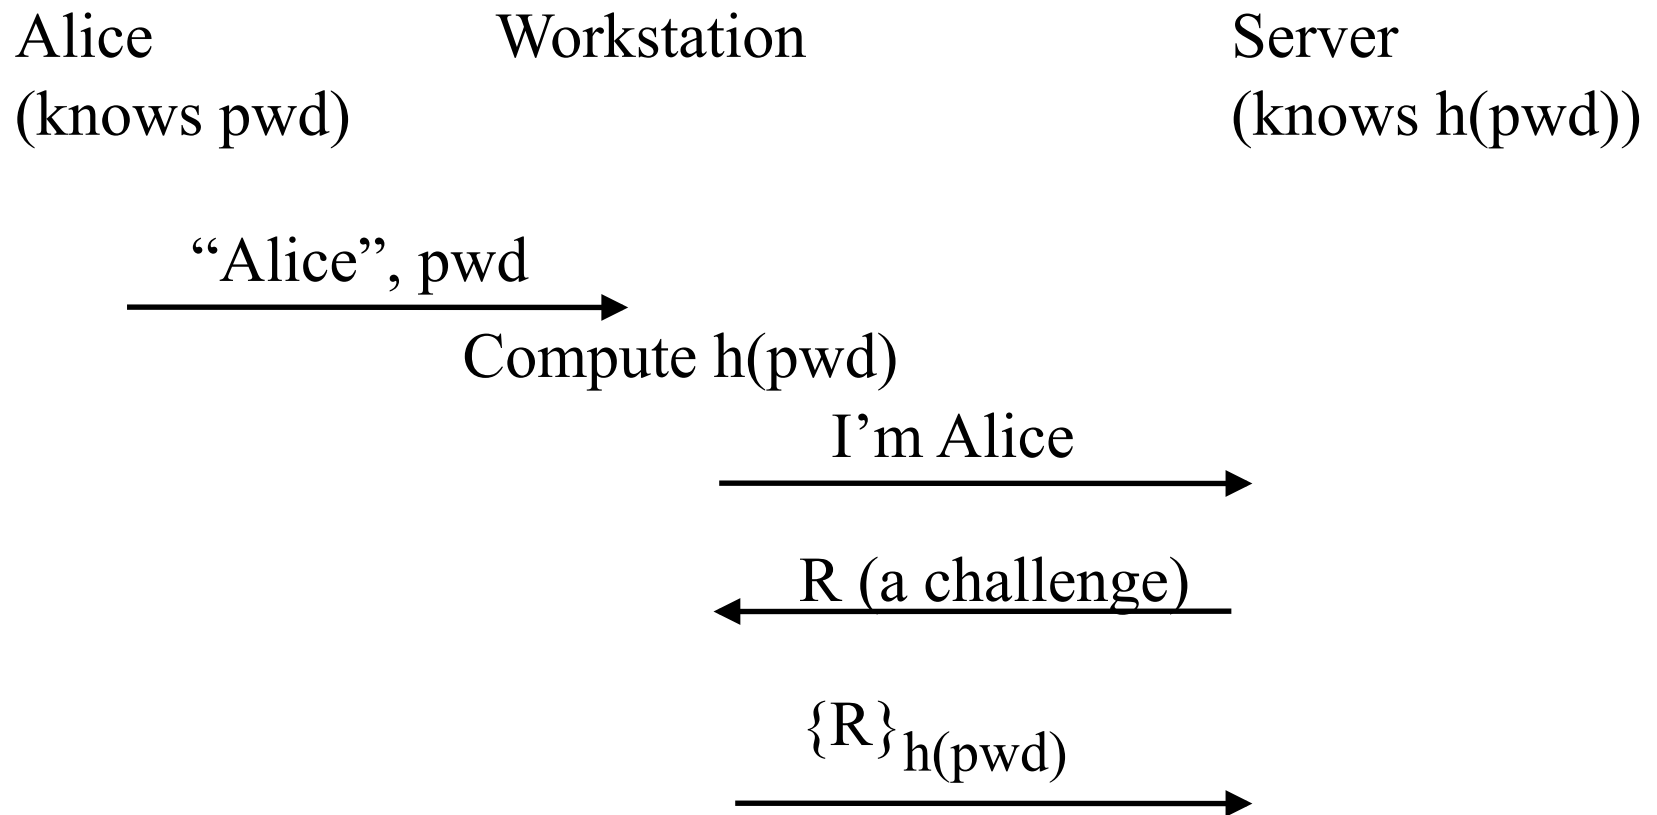 Alice
(knows pwd)
Workstation
Server
(knows h(pwd))
“Alice”, pwd
Compute h(pwd)
I’m Alice
R (a challenge)
{R}h(pwd)